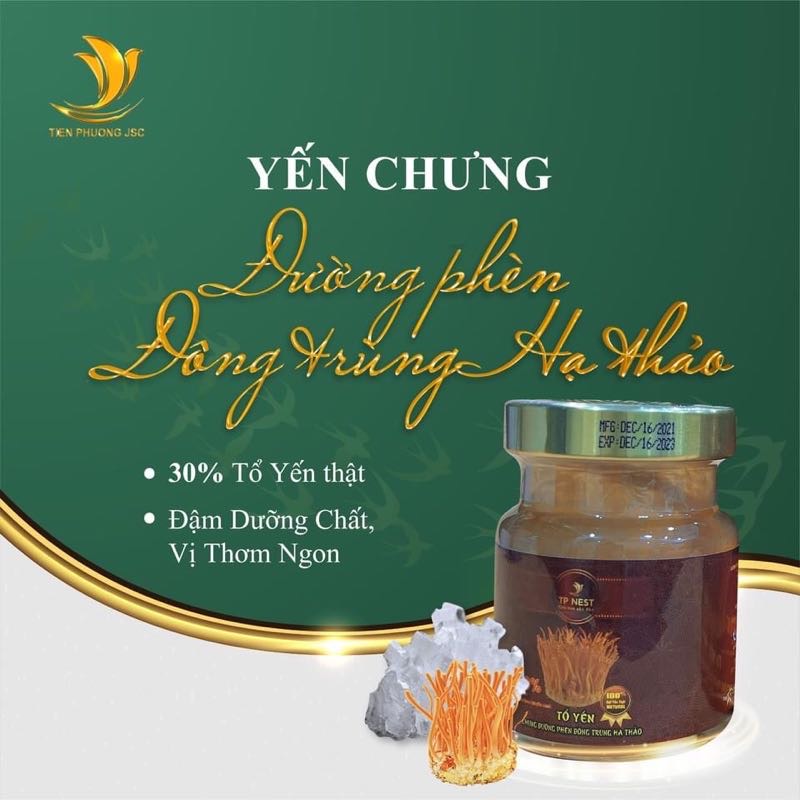 TIEN PHUONG JSC
YẾN CHƯNG
Đường phèn
Đông trùng Hạ thảo
• 30% Tổ Yến thật
• Đậm Dưỡng Chất,
Vị Thơm Ngon
MFG:DEC/16/2021
EXP:DEC/16/2023
TP NEST
100%
NATURAL
TỔ YẾN
CHƯNG ĐƯỜNG PHÈN ĐÔNG TRÙNG HẠ THẢO